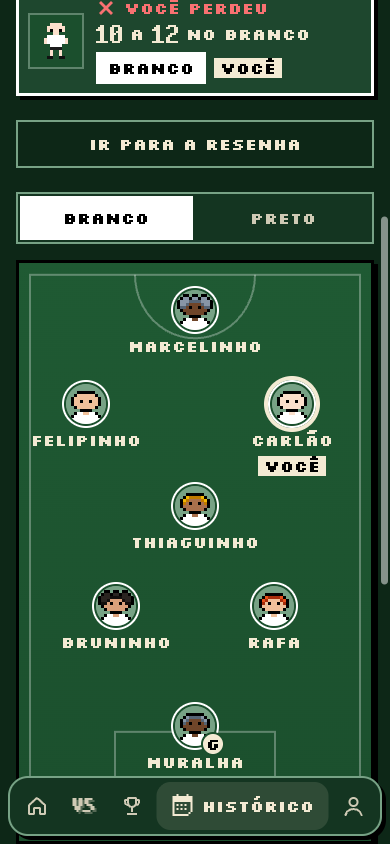 VOCÊ PERDEU
10 A 12 NO BRANCO
BRANCO VOCÊ
IR PARA A RESENHA
BRANCO PRETO
MARCELINHO
FELIPINHO CARLÃO
VOCÊ
THIAGUINHO
BRUNINHO RAFA
G
MURALHA
VS HISTÓRICO